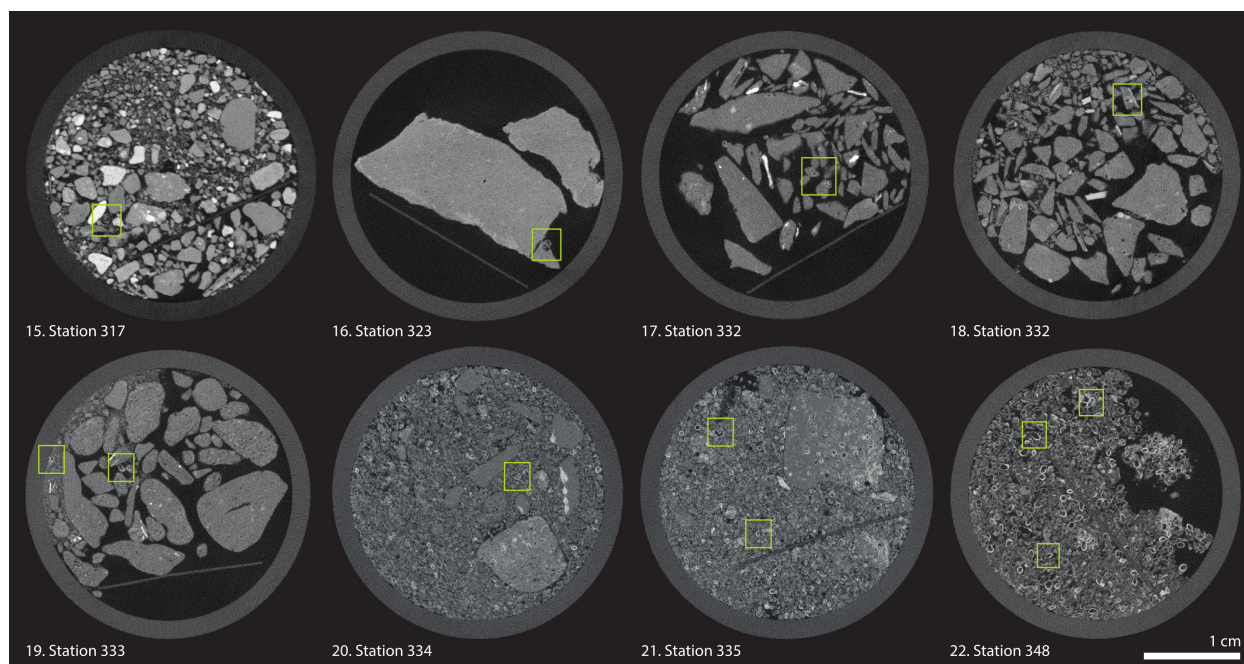 15. Station 317
16. Station 323
17. Station 332
18. Station 332
19. Station 333
20. Station 334
21. Station 335
22. Station 348
1 cm